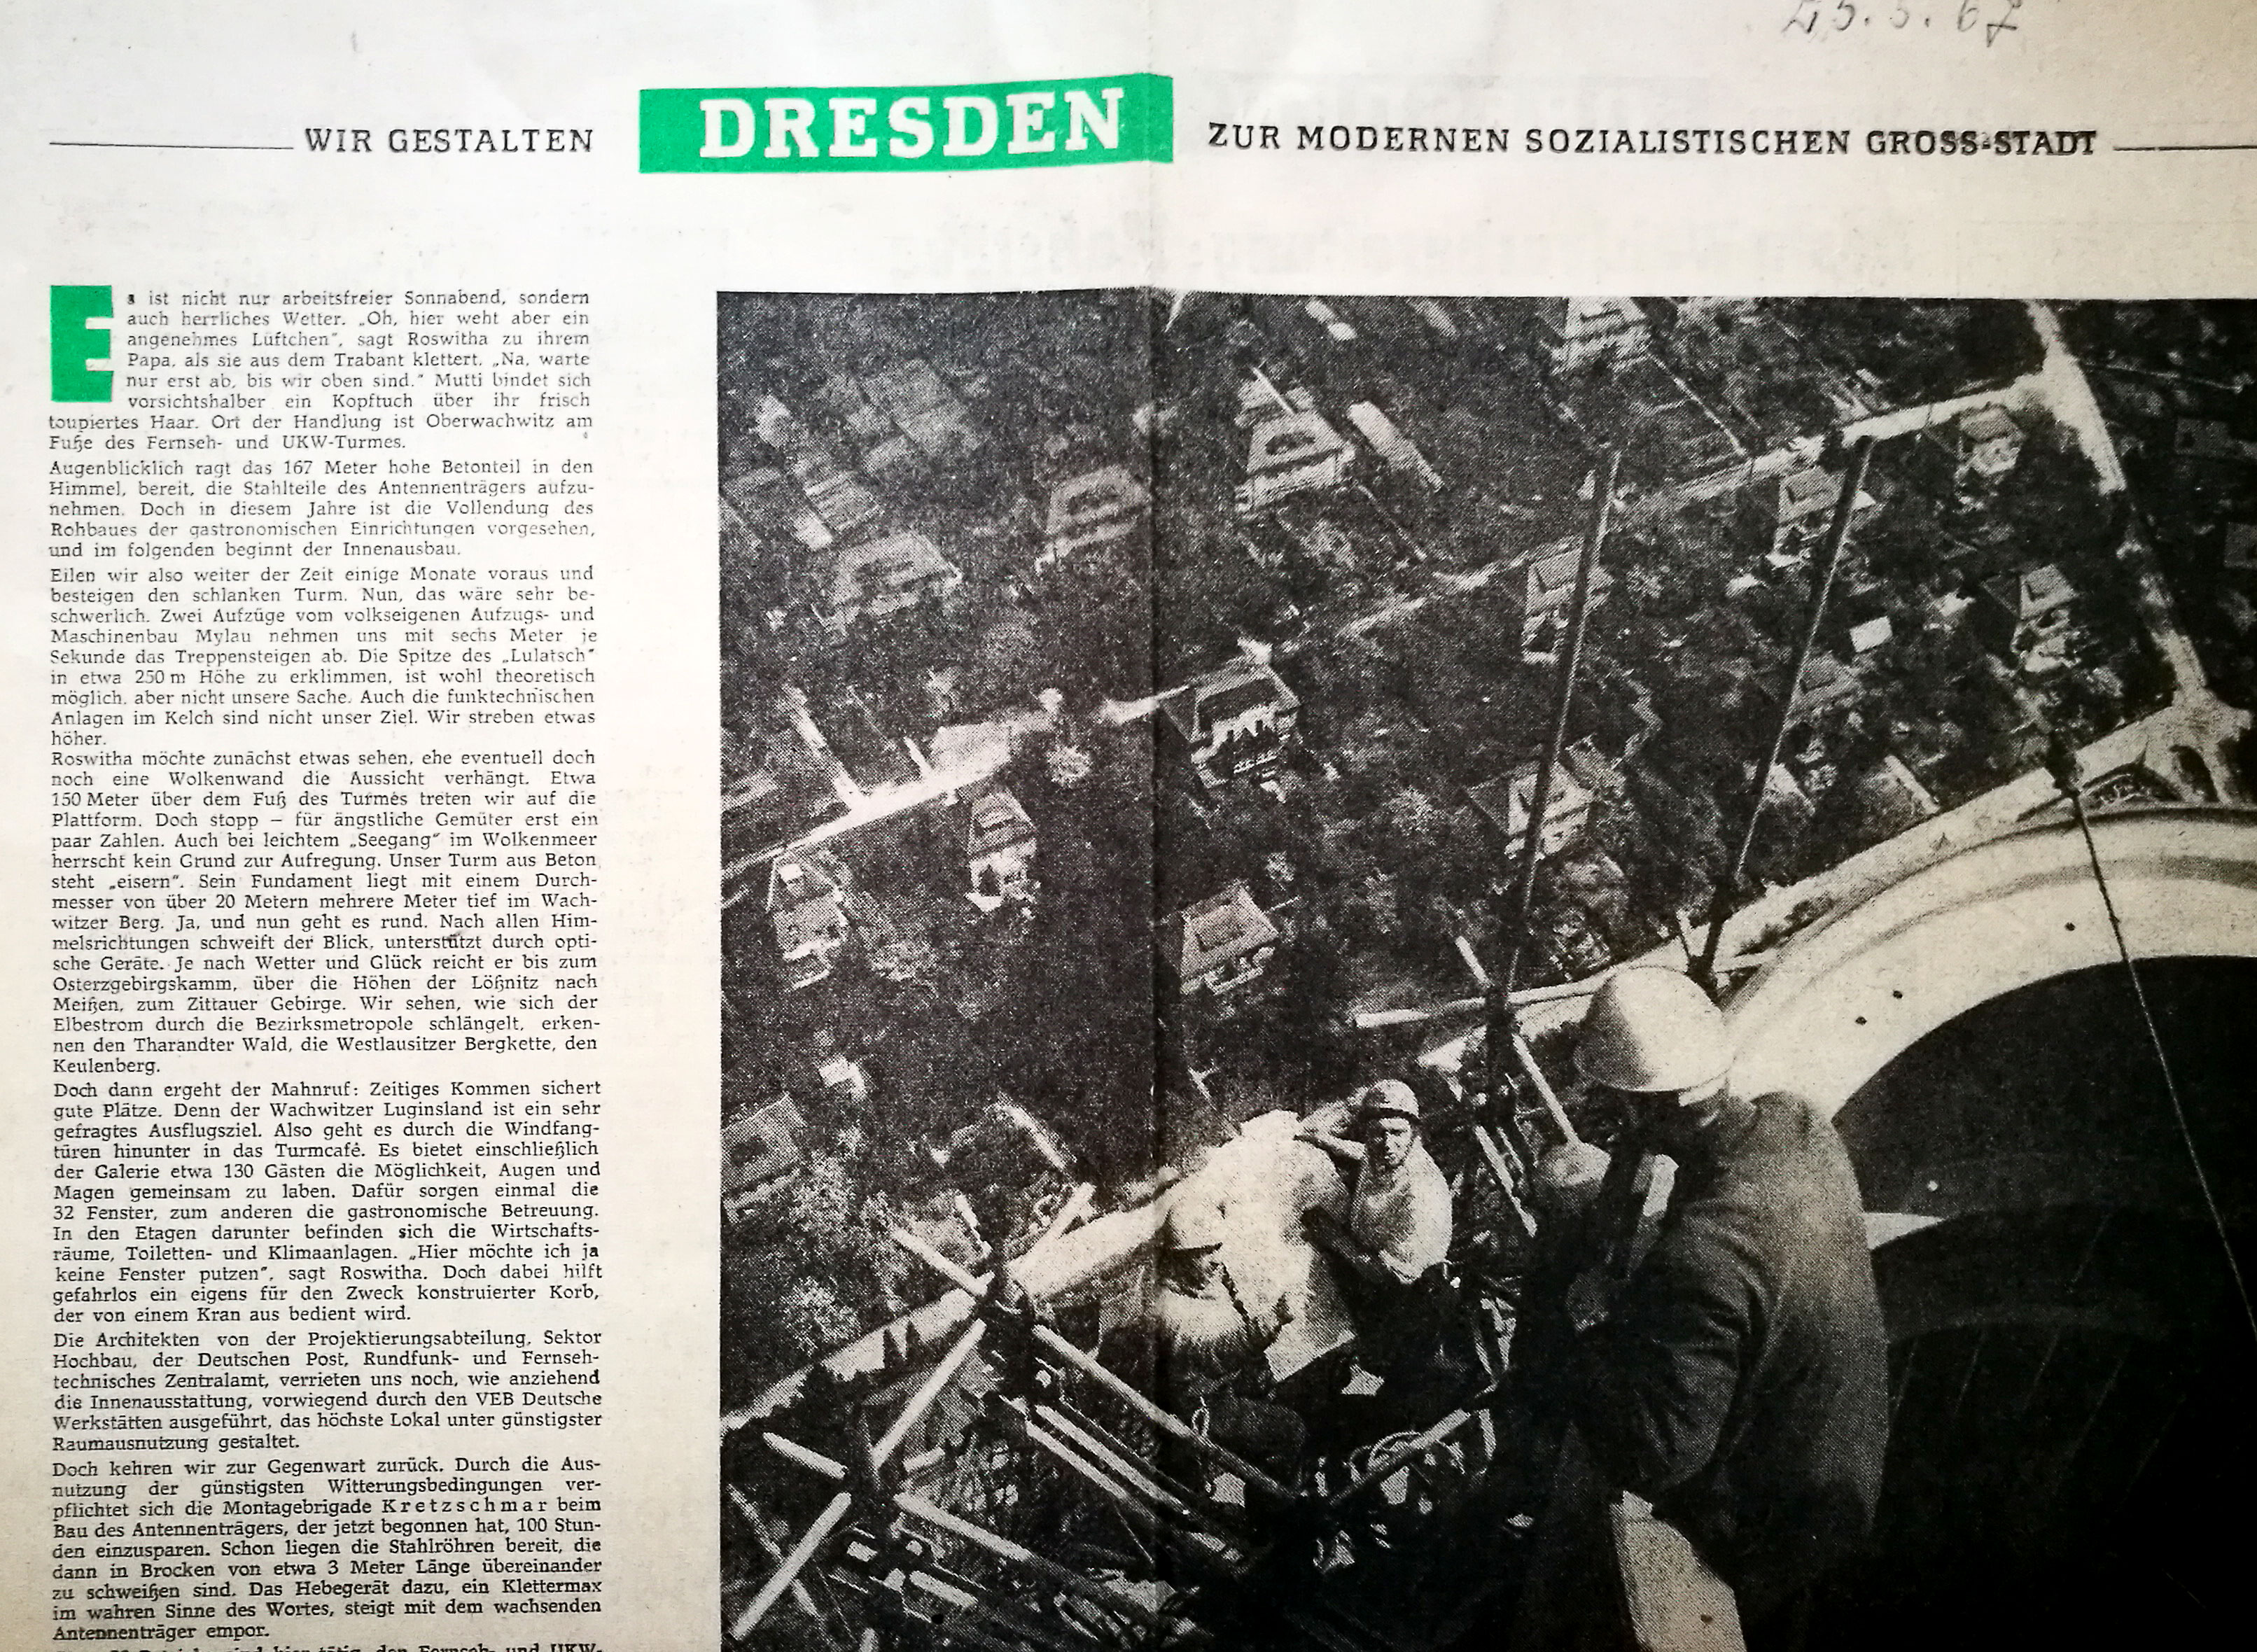 25.5.67
WIR GESTALTEN DRESDEN ZUR MODERNEN SOZIALISTISCHEN GROSS-STADT
Es ist nicht nur arbeitsfreier Sonnabend, sondern
auch herrliches Wetter. „Oh, hier weht aber ein
angenehmes Lüftchen", sagt Roswitha zu ihrem
Papa, als sie aus dem Trabant klettert. „Na, warte
nur erst ab, bis wir oben sind." Mutti bindet sich
vorsichtshalber ein Kopftuch über ihr frisch
toupiertes Haar. Ort der Handlung ist Oberwachwitz am
Fuße des Fernseh- und UKW-Turmes.
Augenblicklich ragt das 167 Meter hohe Betonteil in den
Himmel, bereit, die Stahlteile des Antennenträgers aufzu-
nehmen. Doch in diesem Jahre ist die Vollendung des
Rohbaues der gastronomischen Einrichtungen vorgesehen,
und im folgenden beginnt der Innenausbau.
Eilen wir also weiter der Zeit einige Monate voraus und
besteigen den schlanken Turm. Nun, das wäre sehr be-
schwerlich. Zwei Aufzüge vom volkseigenen Aufzugs- und
Maschinenbau Mylau nehmen uns mit sechs Meter je
Sekunde das Treppensteigen ab. Die Spitze des „Lulatsch"
in etwa 250 m Höhe zu erklimmen, ist wohl theoretisch
möglich, aber nicht unsere Sache. Auch die funktechnischen
Anlagen im Kelch sind nicht unser Ziel. Wir streben etwas
höher.
Roswitha möchte zunächst etwas sehen, ehe eventuell doch
noch eine Wolkenwand die Aussicht verhängt. Etwa
150 Meter über dem Fuß des Turmes treten wir auf die
Plattform. Doch stopp – für ängstliche Gemüter erst ein
paar Zahlen. Auch bei leichtem „Seegang" im Wolkenmeer
herrscht kein Grund zur Aufregung. Unser Turm aus Beton
steht „eisern". Sein Fundament liegt mit einem Durch-
messer von über 20 Metern mehrere Meter tief im Wach-
witzer Berg. Ja, und nun geht es rund. Nach allen Him-
melsrichtungen schweift der Blick, unterstützt durch opti-
sche Geräte. Je nach Wetter und Glück reicht er bis zum
Osterzgebirgskamm, über die Höhen der Lößnitz nach
Meißen, zum Zittauer Gebirge. Wir sehen, wie sich der
Elbestrom durch die Bezirksmetropole schlängelt, erken-
nen den Tharandter Wald, die Westlausitzer Bergkette, den
Keulenberg.
Doch dann ergeht der Mahnruf: Zeitiges Kommen sichert
gute Plätze. Denn der Wachwitzer Luginsland ist ein sehr
gefragtes Ausflugsziel. Also geht es durch die Windfang-
türen hinunter in das Turmcafé. Es bietet einschließlich
der Galerie etwa 130 Gästen die Möglichkeit, Augen und
Magen gemeinsam zu laben. Dafür sorgen einmal die
32 Fenster, zum anderen die gastronomische Betreuung.
In den Etagen darunter befinden sich die Wirtschafts-
räume, Toiletten- und Klimaanlagen. „Hier möchte ich ja
keine Fenster putzen", sagt Roswitha. Doch dabei hilft
gefahrlos ein eigens für den Zweck konstruierter Korb,
der von einem Kran aus bedient wird.
Die Architekten von der Projektierungsabteilung, Sektor
Hochbau, der Deutschen Post, Rundfunk- und Fernseh-
technisches Zentralamt, verrieten uns noch, wie anziehend
die Innenausstattung, vorwiegend durch den VEB Deutsche
Werkstätten ausgeführt, das höchste Lokal unter günstigster
Raumausnutzung gestaltet.
Doch kehren wir zur Gegenwart zurück. Durch die Aus-
nutzung der günstigsten Witterungsbedingungen ver-
pflichtet sich die Montagebrigade Kretzschmar beim
Bau des Antennenträgers, der jetzt begonnen hat, 100 Stun-
den einzusparen. Schon liegen die Stahlröhren bereit, die
dann in Brocken von etwa 3 Meter Länge übereinander
zu schweißen sind. Das Hebegerät dazu, ein Klettermax
im wahren Sinne des Wortes, steigt mit dem wachsenden
Antennenträger empor.